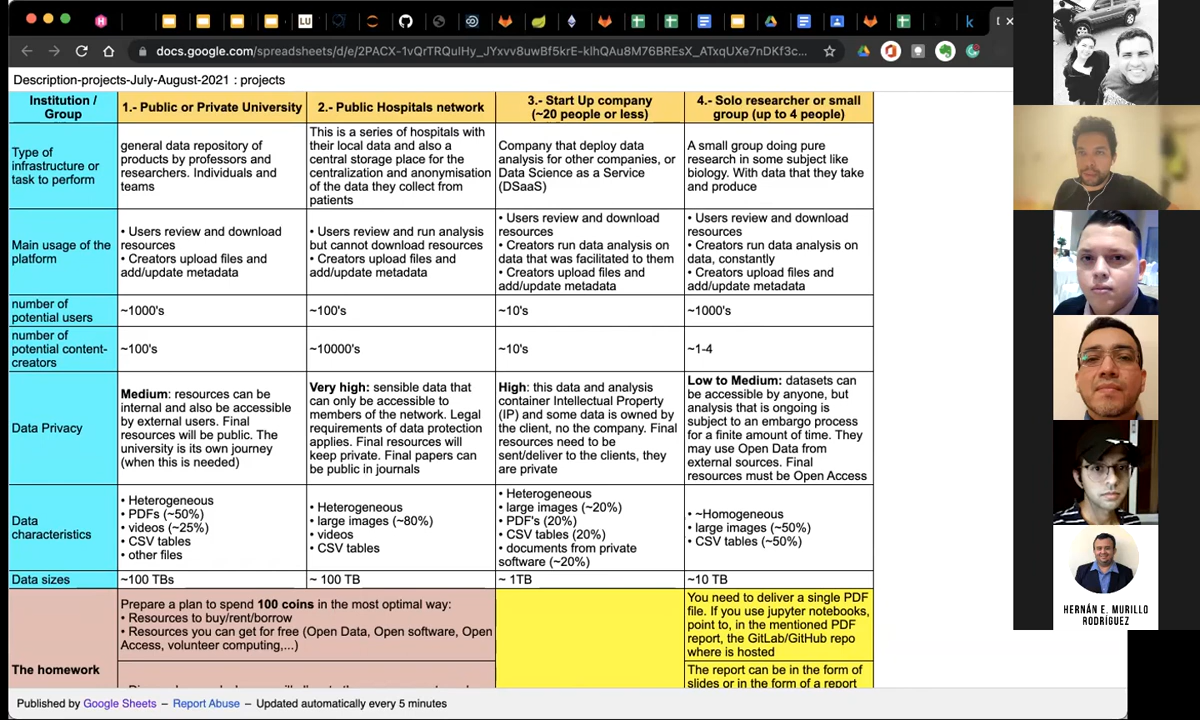 LU
k
docs.google.com/spreadsheets/d/e/2PACX-1vQrTRQuIHy_JYxvv8uwBf5krE-klhQAu8M76BREsX_ATxqUXe7nDKf3c...
Description-projects-July-August-2021 : projects
Institution /
Group
1.- Public or Private University
2.- Public Hospitals network
3.- Start Up company
(~20 people or less)
4.- Solo researcher or small
group (up to 4 people)
Type of
infrastructure or
task to perform
general data repository of
products by professors and
researchers. Individuals and
teams
This is a series of hospitals with
their local data and also a
central storage place for the
centralization and anonymisation
of the data they collect from
patients
Company that deploy data
analysis for other companies, or
Data Science as a Service
(DSaaS)
A small group doing pure
research in some subject like
biology. With data that they take
and produce
Main usage of the
platform
• Users review and download
resources
• Creators upload files and
add/update metadata
• Users review and run analysis
but cannot download resources
• Creators upload files and
add/update metadata
• Users review and download
resources
• Creators run data analysis on
data that was facilitated to them
• Creators upload files and
add/update metadata
• Users review and download
resources
• Creators run data analysis on
data, constantly
• Creators upload files and
add/update metadata
number of
potential users
~1000's
~100's
~10's
~1000's
number of
potential content-
creators
~100's
~10000's
~10's
~1-4
Data Privacy
Medium: resources can be
internal and also be accessible
by external users. Final
resources will be public. The
university is its own journey
(when this is needed)
Very high: sensible data that
can only be accessible to
members of the network. Legal
requirements of data protection
applies. Final resources will
keep private. Final papers can
be public in journals
High: this data and analysis
container Intellectual Property
(IP) and some data is owned by
the client, no the company. Final
resources need to be
sent/deliver to the clients, they
are private
Low to Medium: datasets can
be accessible by anyone, but
analysis that is ongoing is
subject to an embargo process
for a finite amount of time. They
may use Open Data from
external sources. Final
resources must be Open Access
Data
characteristics
• Heterogeneous
• PDFs (~50%)
• videos (~25%)
• CSV tables
• other files
• Heterogeneous
• large images (~80%)
• videos
• CSV tables
• Heterogeneous
• large images (~20%)
• PDF's (20%)
• CSV tables (20%)
• documents from private
software (~20%)
• ~Homogeneous
• large images (~50%)
• CSV tables (~50%)
Data sizes
~100 TBs
~ 100 TB
~ 1TB
~10 TB
The homework
Prepare a plan to spend 100 coins in the most optimal way:
• Resources to buy/rent/borrow
• Resources you can get for free (Open Data, Open software, Open
Access, volunteer computing,...)
You need to deliver a single PDF
file. If you use jupyter notebooks,
point to, in the mentioned PDF
report, the GitLab/GitHub repo
where is hosted
The report can be in the form of
slides or in the form of a report
Published by Google Sheets – Report Abuse – Updated automatically every 5 minutes
HERNÁN E. MURILLO
RODRÍGUEZ